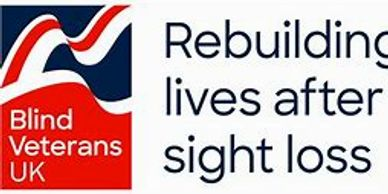 Blind
Veterans
UK
Rebuilding
lives after
sight loss